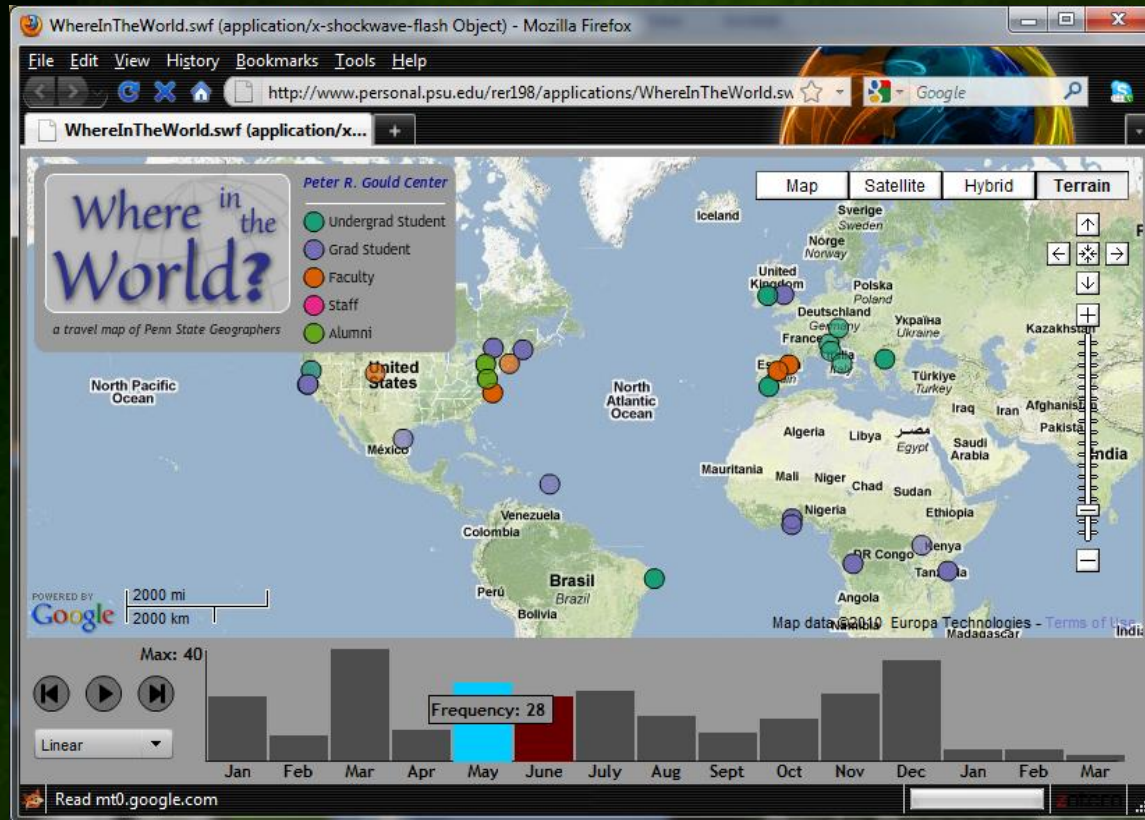 WhereInTheWorld.swf (application/x-shockwave-flash Object) - Mozilla Firefox
File Edit View History Bookmarks Tools Help
http://www.personal.psu.edu/rer198/applications/WhereInTheWorld.sw
Google
WhereInTheWorld.swf (application/x... +
Where in the World?
a travel map of Penn State Geographers
Peter R. Gould Center
Undergrad Student
Grad Student
Faculty
Staff
Alumni
Map Satellite Hybrid Terrain
Iceland
Sverige
Sweden
Norge
Norway
United
Kingdom
Polska
Poland
Deutschland
Germany
Україна
Ukraine
Kazakhstan
France
Italy
Türkiye
Turkey
United
States
North Pacific
Ocean
North
Atlantic
Ocean
Iraq Iran Afghanistan
Pakista
Algeria Libya مصر
Egypt
Saudi
Arabia
India
México
Mauritania Mali Niger Chad Sudan
Nigeria Ethiopia
Venezuela
Colombia
DR Congo Kenya
Tanzania
Perú
Brasil
Brazil
Bolivia
Angola
Namibia
Madagascar
POWERED BY
Google
2000 mi
2000 km
Map data ©2010 Europa Technologies - Terms of Use
Max: 40
Frequency: 28
Linear
Jan Feb Mar Apr May June July Aug Sept Oct Nov Dec Jan Feb Mar
Read mt0.google.com
zotero